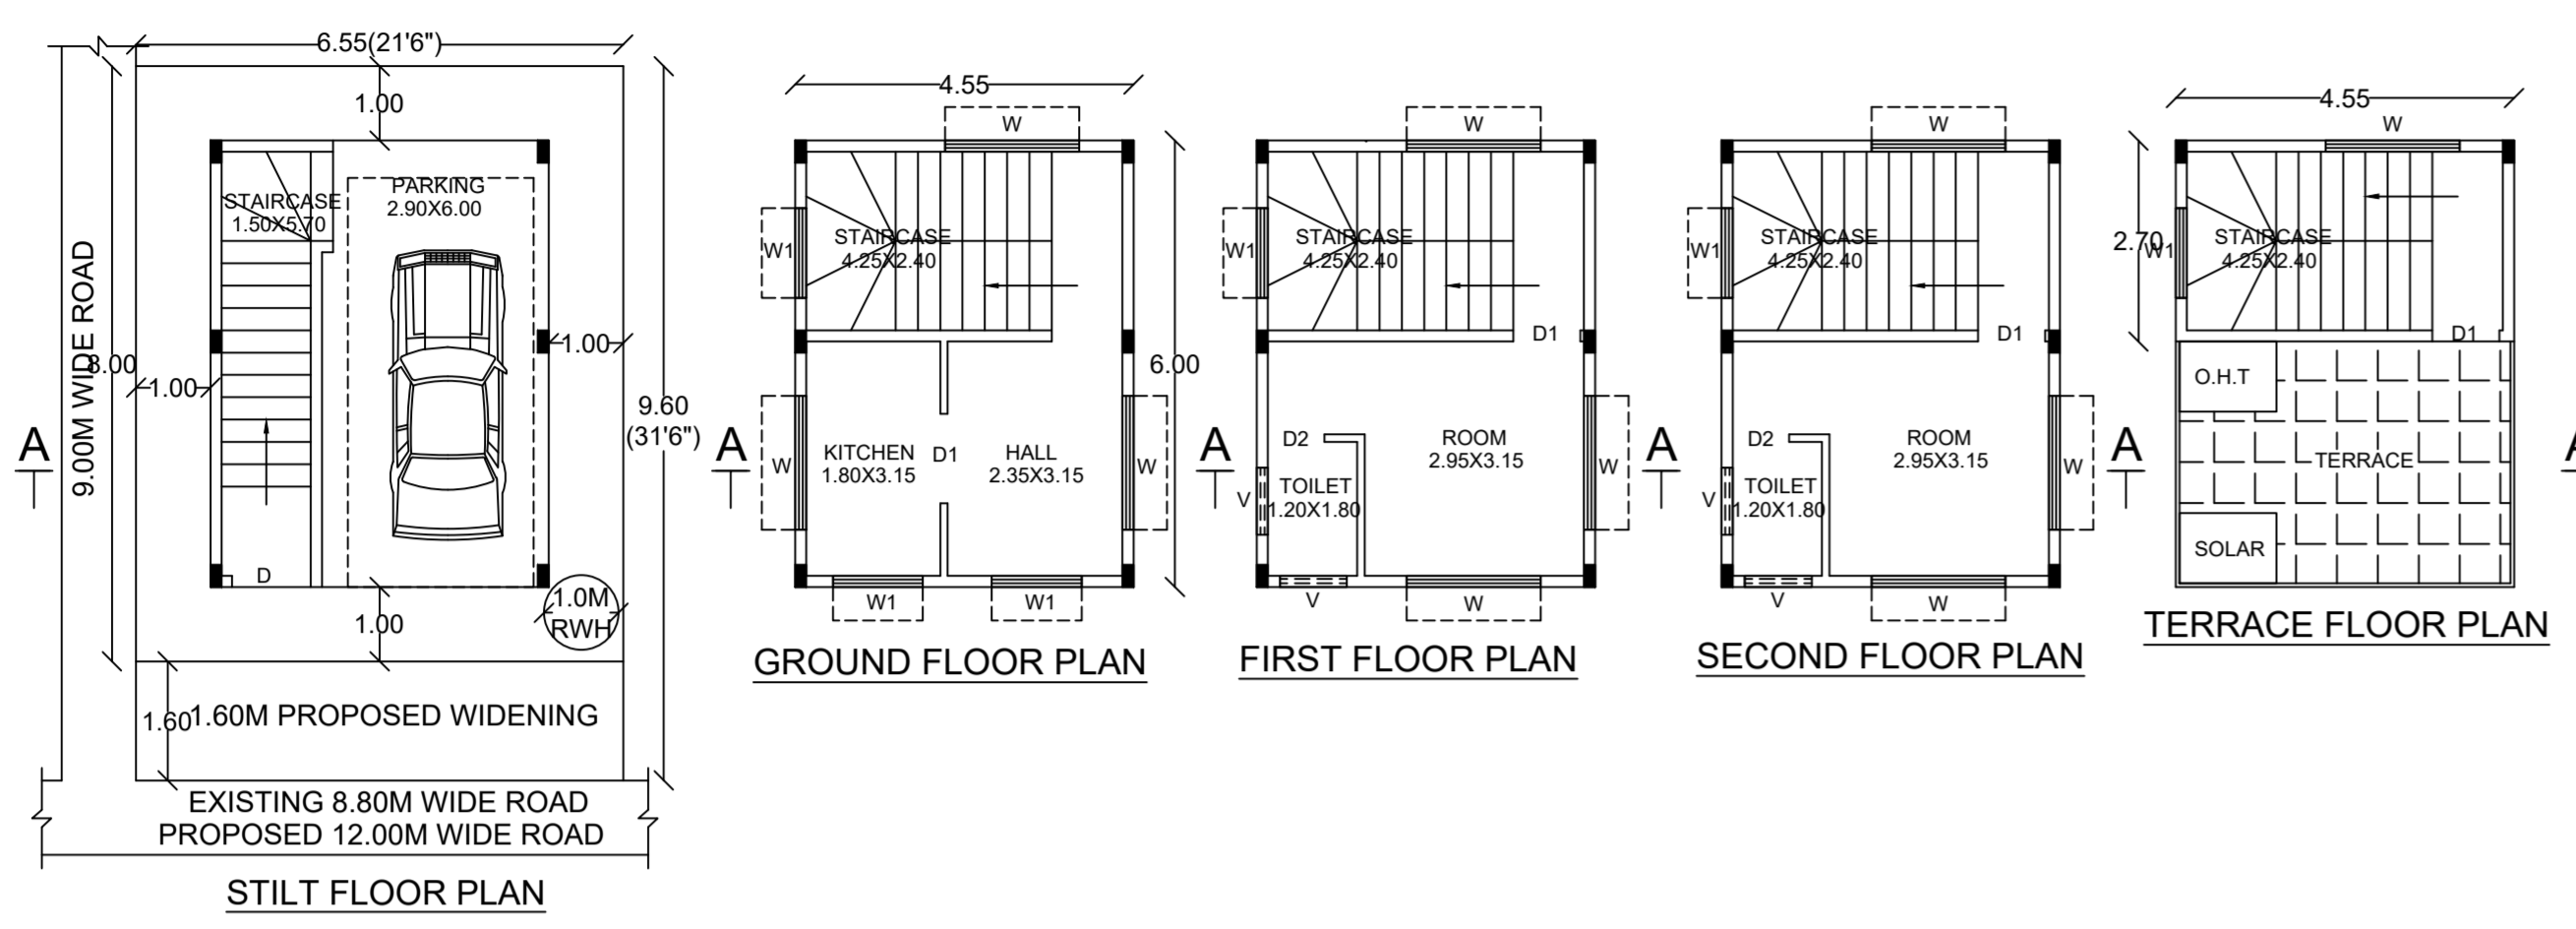 6.55(21'6")
1.00
STAIRCASE
1.50X5.70
PARKING
2.90X6.00
9.00M WIDE ROAD
8.00
1.00
1.00
9.60
(31'6")
A
D
1.00
1.0M
RWH
1.60
1.60M PROPOSED WIDENING
EXISTING 8.80M WIDE ROAD
PROPOSED 12.00M WIDE ROAD
STILT FLOOR PLAN
4.55
W
W1
STAIRCASE
4.25X2.40
6.00
A
W
KITCHEN
1.80X3.15
D1
HALL
2.35X3.15
W
W1
W1
GROUND FLOOR PLAN
W
W1
STAIRCASE
4.25X2.40
D1
A
D2
ROOM
2.95X3.15
W
V
TOILET
1.20X1.80
V
W
FIRST FLOOR PLAN
W
W1
STAIRCASE
4.25X2.40
D1
A
D2
ROOM
2.95X3.15
W
V
TOILET
1.20X1.80
V
W
SECOND FLOOR PLAN
4.55
W
2.70
W1
STAIRCASE
4.25X2.40
D1
A
O.H.T
TERRACE
SOLAR
TERRACE FLOOR PLAN